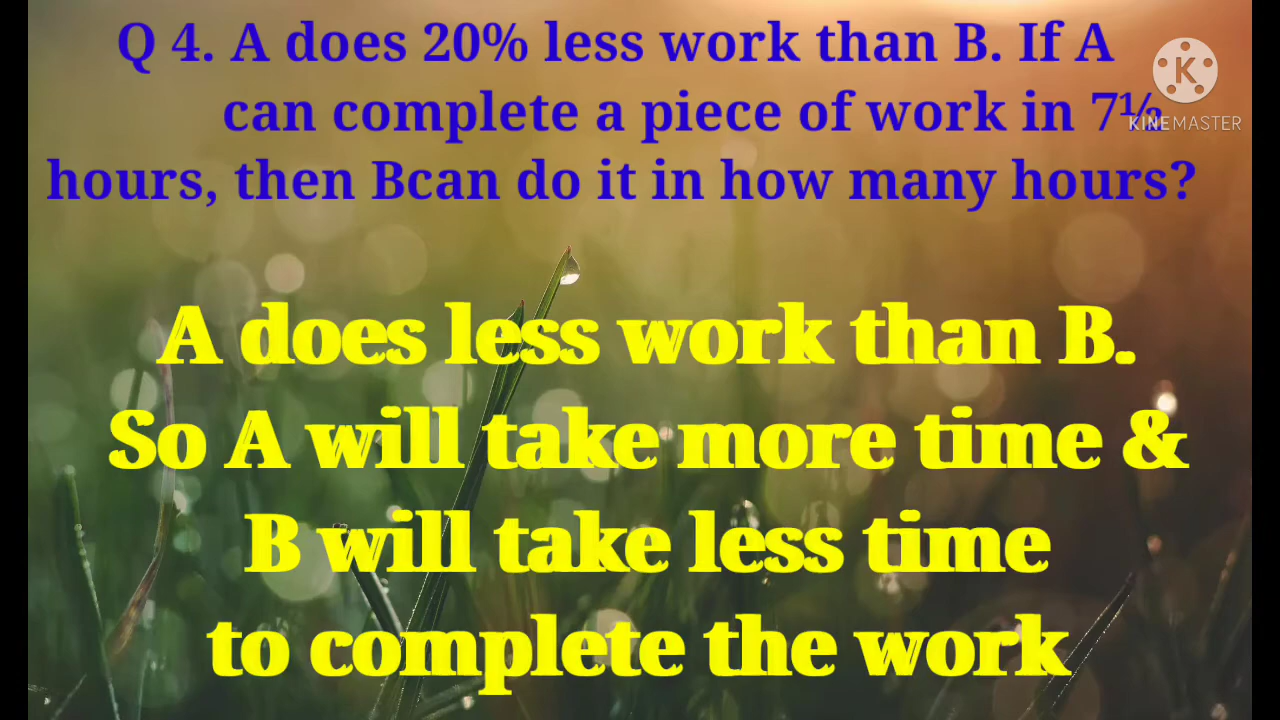 Q 4. A does 20% less work than B. If A
can complete a piece of work in
hours, then Bcan do it in how many hours?
K
KINEMASTER
A does less work than B.
So A will take more time &
B will take less time
to complete the work